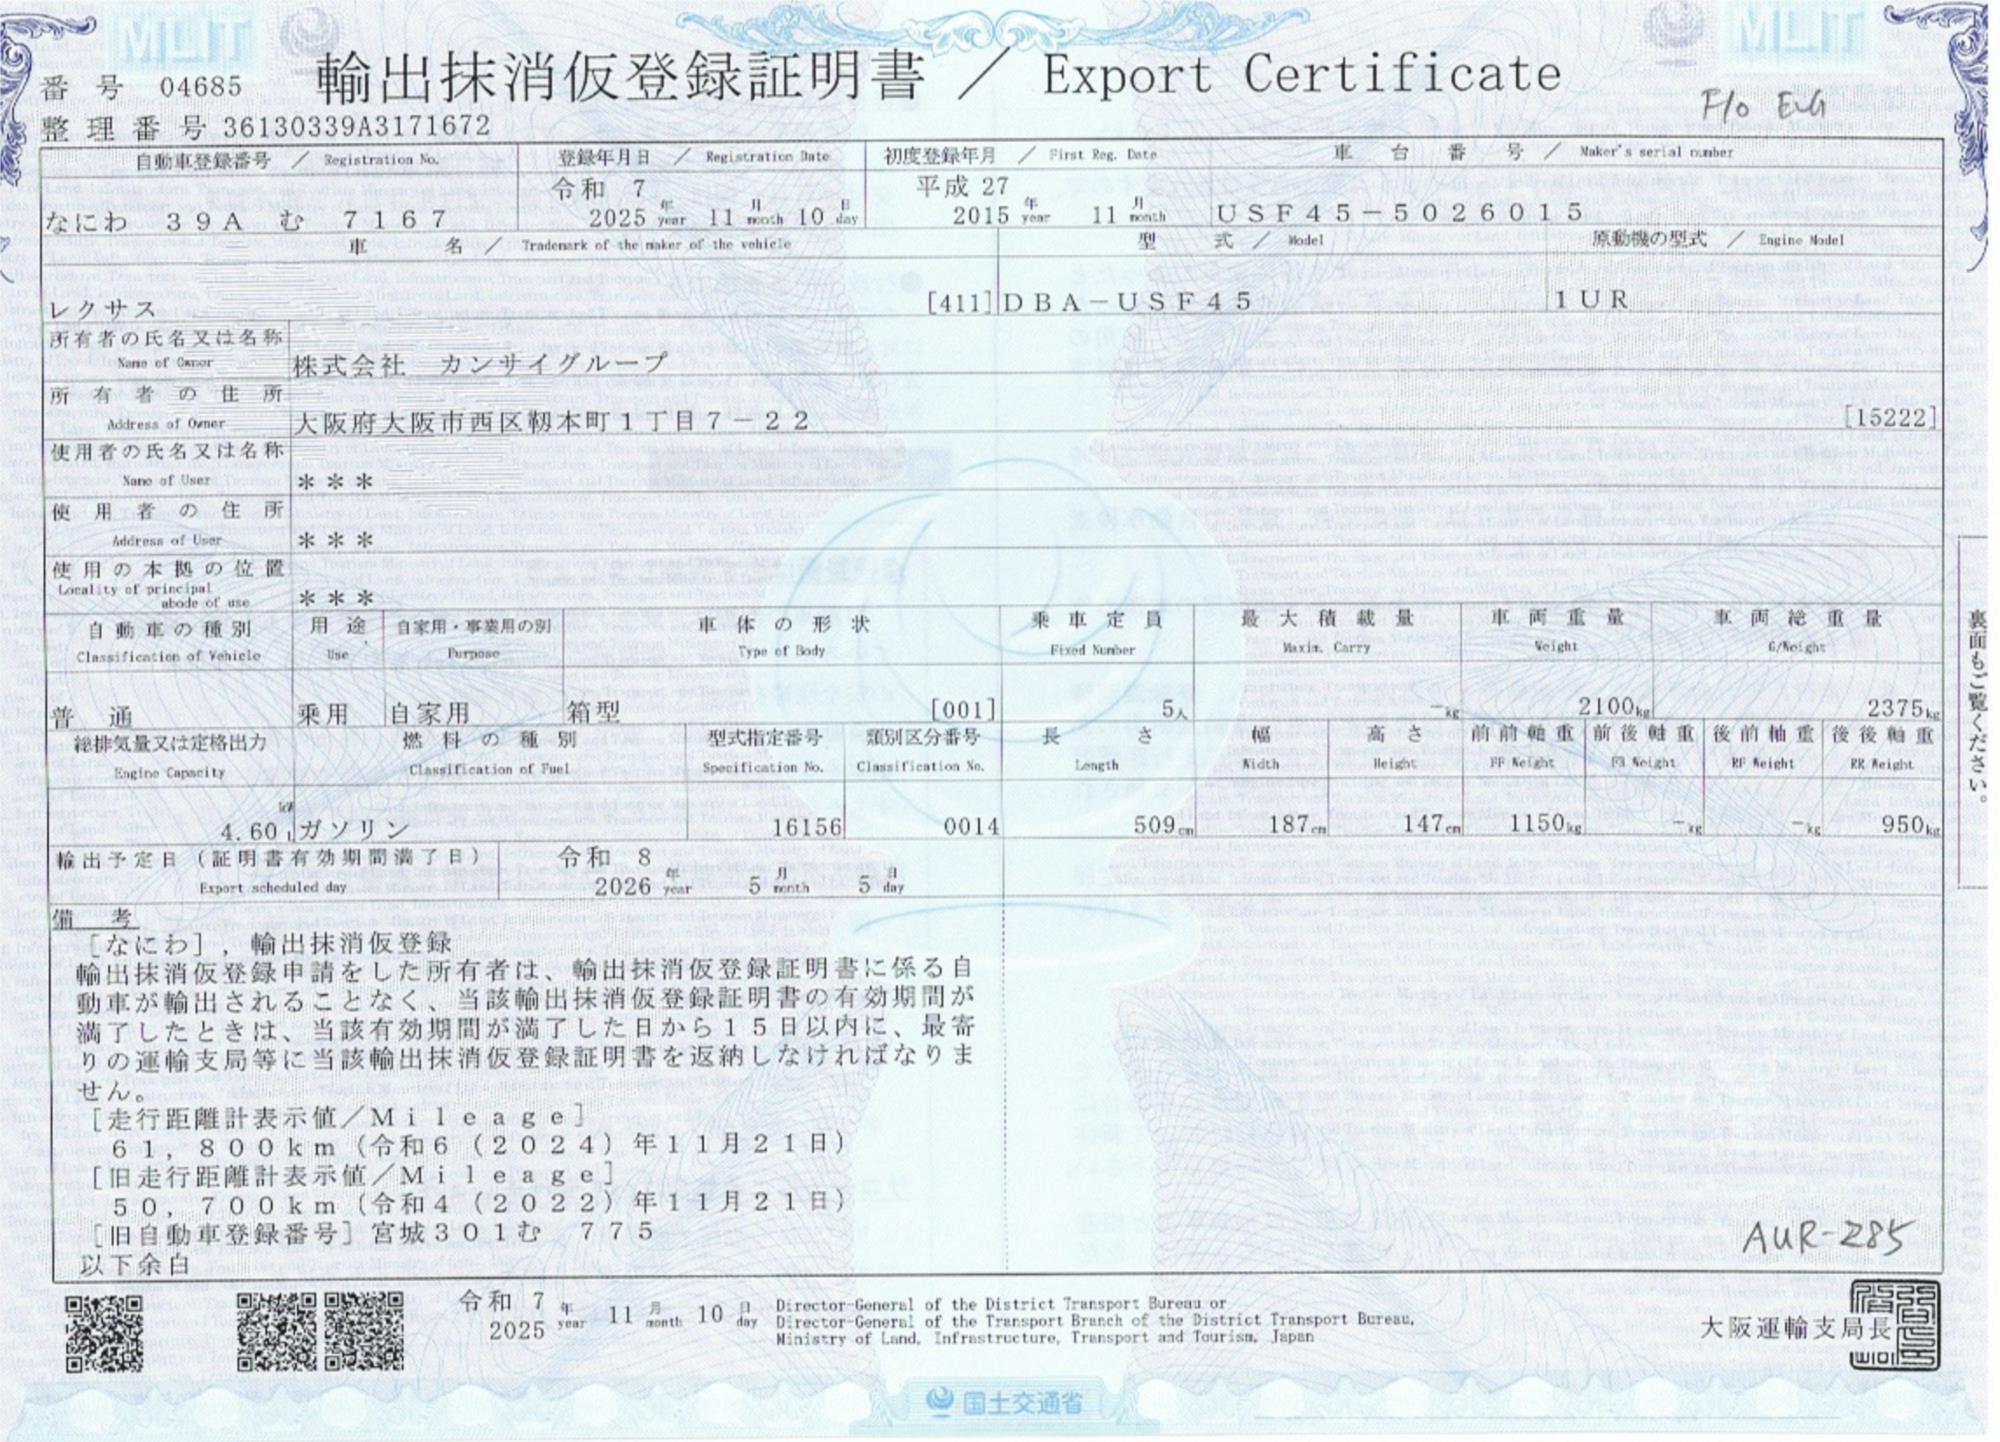 MLIT
MLIT
番号 04685
輸出抹消仮登録証明書 / Export Certificate
整理番号 36130339A3171672
自動車登録番号 / Registration No. 登録年月日 / Registration Date 初度登録年月 / First Reg. Date 車台番号 / Maker's serial number
なにわ 39A む 7167 令和 7 2025 年 year 11 月 month 10 日 day 平成 27 2015 年 year 11 月 month USF45-5026015
車名 / Trademark of the maker of the vehicle 型式 / Model 原動機の型式 / Engine Model
レクサス [411] DBA-USF45 1UR
所有者の氏名又は名称 Name of Owner 株式会社 カンサイグループ
所有者の住所 Address of Owner 大阪府大阪市西区靱本町1丁目7-22 [15222]
使用者の氏名又は名称 Name of User ***
使用者の住所 Address of User ***
使用の本拠の位置 Locality of principal abode of use ***
自動車の種別 用途 自家用・事業用の別 車体の形状 乗車定員 最大積載量 車両重量 車両総重量
Classification of Vehicle Use Purpose Type of Body Fixed Number Maxim. Carry Weight G/Weight
普通 乗用 自家用 箱型 [001] 5人 -kg 2100kg 2375kg
総排気量又は定格出力 燃料の種別 型式指定番号 類別区分番号 長さ 幅 高さ 前前軸重 前後軸重 後前軸重 後後軸重
Engine Capacity Classification of Fuel Specification No. Classification No. Length Width Height FF Weight FR Weight RF Weight RR Weight
kW
4.60 l ガソリン 16156 0014 509cm 187cm 147cm 1150kg -kg -kg 950kg
輸出予定日(証明書有効期間満了日) 令和 8
Export scheduled day 2026 年 year 5 月 month 5 日 day
備考
[なにわ],輸出抹消仮登録
輸出抹消仮登録申請をした所有者は、輸出抹消仮登録証明書に係る自
動車が輸出されることなく、当該輸出抹消仮登録証明書の有効期間が
満了したときは、当該有効期間が満了した日から15日以内に、最寄
りの運輸支局等に当該輸出抹消仮登録証明書を返納しなければなりま
せん。
[走行距離計表示値/Mileage]
61,800km(令和6(2024)年11月21日)
[旧走行距離計表示値/Mileage]
50,700km(令和4(2022)年11月21日)
[旧自動車登録番号]宮城301む 775
以下余白
AUR-285
裏面もご覧ください。
令和 7 2025 年 year 11 月 month 10 日 day
Director-General of the District Transport Bureau or
Director-General of the Transport Branch of the District Transport Bureau,
Ministry of Land, Infrastructure, Transport and Tourism, Japan
大阪運輸支局長
国土交通省